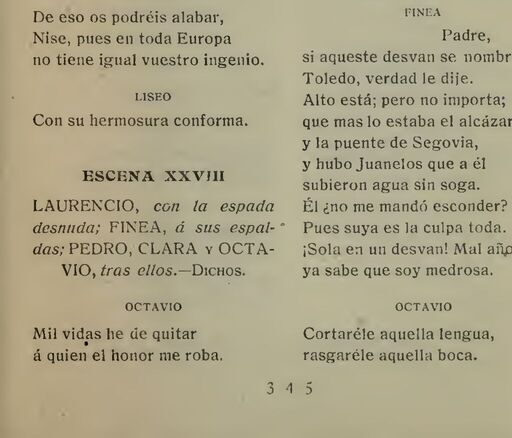 De eso os podréis alabar,
Nise, pues en toda Europa
no tiene igual vuestro ingenio.
LISEO
Con su hermosura conforma.
ESCENA XXVIII
LAURENCIO, con la espada
desnuda; FINEA, á sus espal-
das; PEDRO, CLARA Y OCTA-
VIO, tras ellos.—DICHOS.
OCTAVIO
Mil vidas he de quitar
á quien el honor me roba.
FINEA
Padre,
si aqueste desvan se nombr
Toledo, verdad le dije.
Alto está; pero no importa;
que mas lo estaba el alcázar
y la puente de Segovia,
y hubo Juanelos que a él
subieron agua sin soga.
Él ¿no me mandó esconder?
Pues suya es la culpa toda.
¡Sola en un desvan! Mal año,
ya sabe que soy medrosa.
OCTAVIO
Cortaréle aquella lengua,
rasgaréle aquella boca.
345